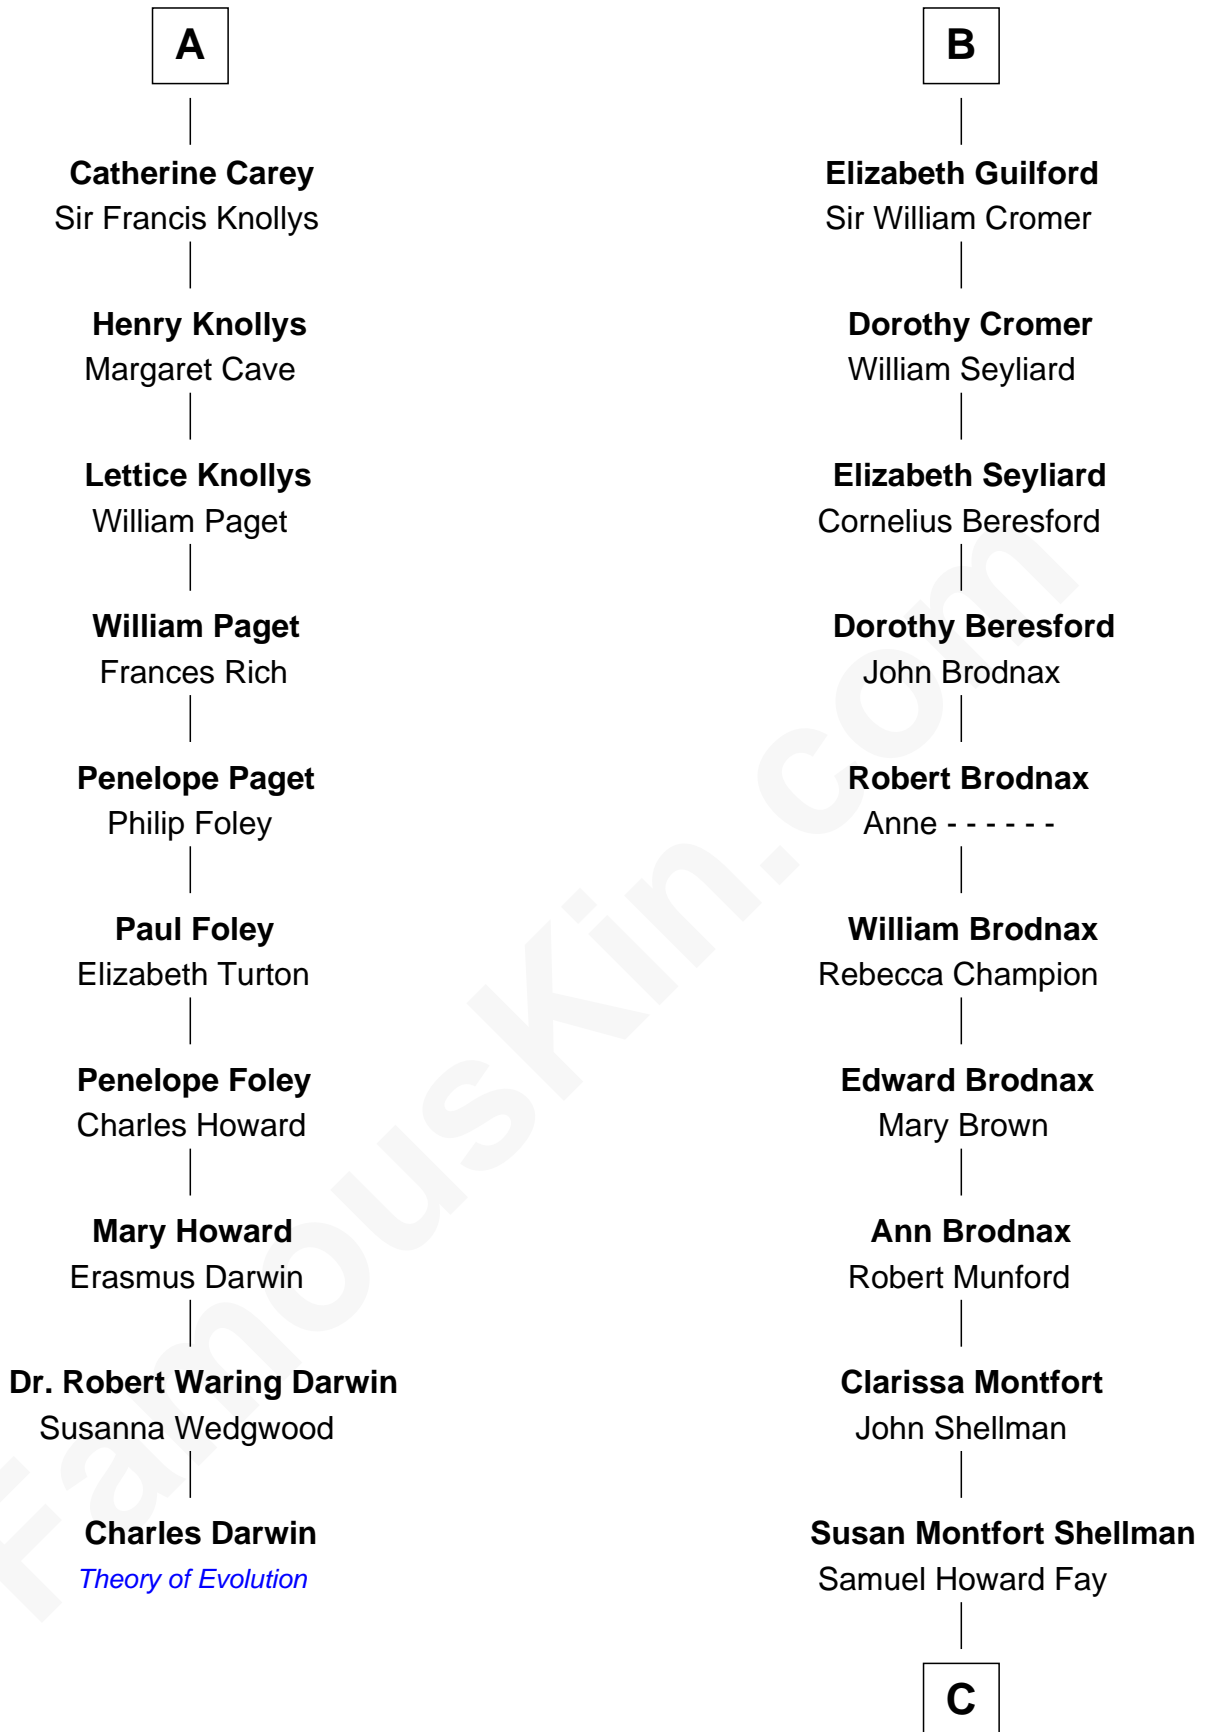 A
Catherine Carey
Sir Francis Knollys
Henry Knollys
Margaret Cave
Lettice Knollys
William Paget
William Paget
Frances Rich
Penelope Paget
Philip Foley
Paul Foley
Elizabeth Turton
Penelope Foley
Charles Howard
Mary Howard
Erasmus Darwin
Dr. Robert Waring Darwin
Susanna Wedgwood
Charles Darwin
Theory of Evolution
B
Elizabeth Guilford
Sir William Cromer
Dorothy Cromer
William Seyliard
Elizabeth Seyliard
Cornelius Beresford
Dorothy Beresford
John Brodnax
Robert Brodnax
Anne - - - - - -
William Brodnax
Rebecca Champion
Edward Brodnax
Mary Brown
Ann Brodnax
Robert Munford
Clarissa Montfort
John Shellman
Susan Montfort Shellman
Samuel Howard Fay
C
FamousKin.com